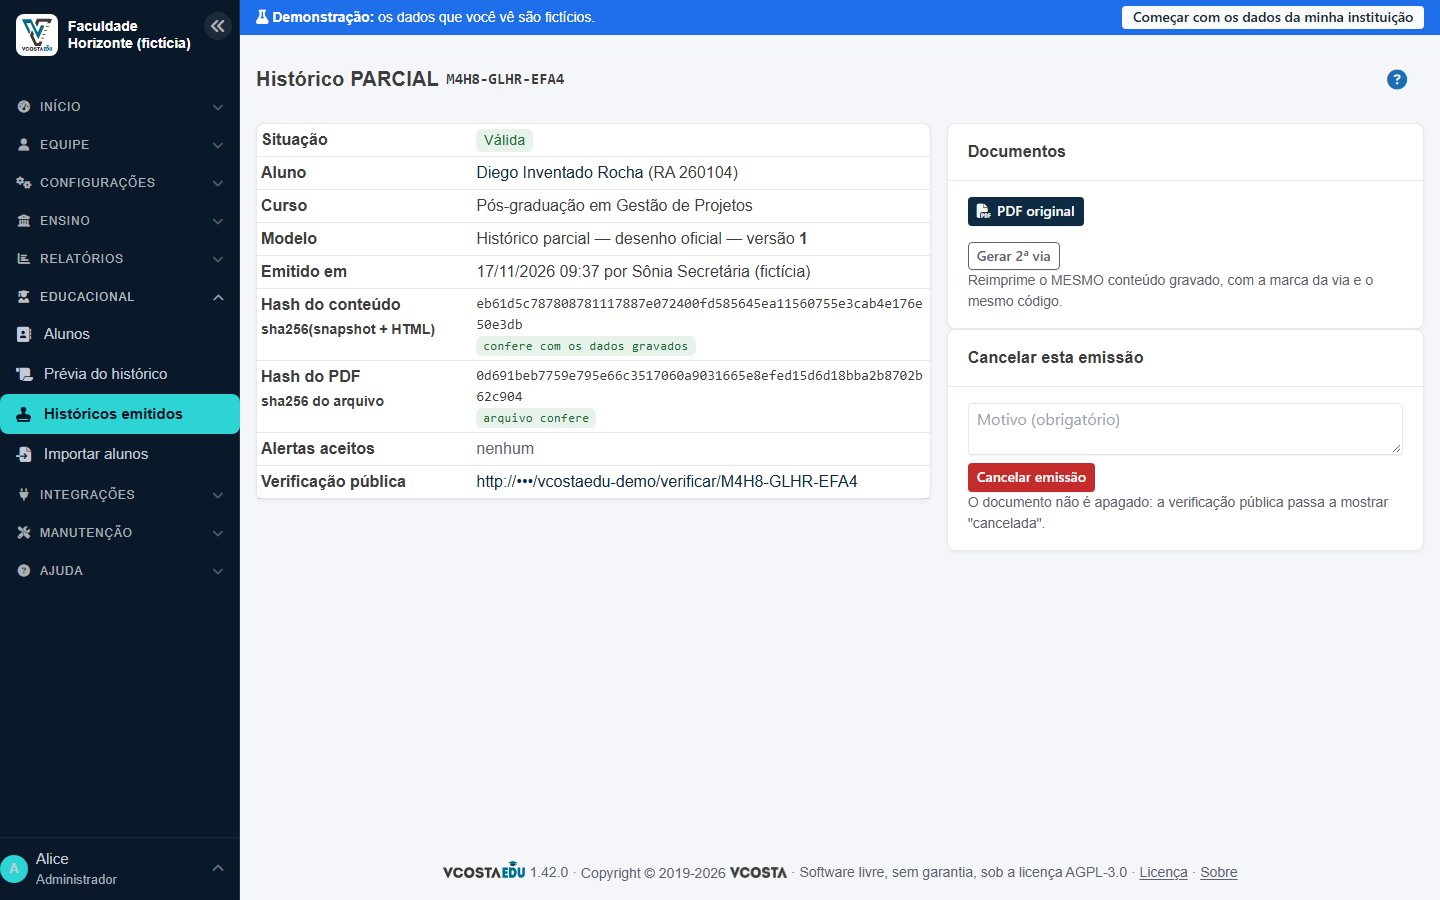 Faculdade
Horizonte (fictícia)
VCOSTAEDU
Demonstração: os dados que você vê são fictícios.
Começar com os dados da minha instituição
INÍCIO
EQUIPE
CONFIGURAÇÕES
ENSINO
RELATÓRIOS
EDUCACIONAL
Alunos
Prévia do histórico
Históricos emitidos
Importar alunos
INTEGRAÇÕES
MANUTENÇÃO
AJUDA
A
Alice
Administrador
Histórico PARCIAL M4H8-GLHR-EFA4
?
Situação Válida
Aluno Diego Inventado Rocha (RA 260104)
Curso Pós-graduação em Gestão de Projetos
Modelo Histórico parcial — desenho oficial — versão 1
Emitido em 17/11/2026 09:37 por Sônia Secretária (fictícia)
Hash do conteúdo
sha256(snapshot + HTML)
eb61d5c787808781117887e072400fd585645ea11560755e3cab4e176e
50e3db
confere com os dados gravados
Hash do PDF
sha256 do arquivo
0d691beb7759e795e66c3517060a9031665e8efed15d6d18bba2b8702b
62c904
arquivo confere
Alertas aceitos nenhum
Verificação pública http://•••/vcostaedu-demo/verificar/M4H8-GLHR-EFA4
Documentos
PDF original
Gerar 2ª via
Reimprime o MESMO conteúdo gravado, com a marca da via e o
mesmo código.
Cancelar esta emissão
Motivo (obrigatório)
Cancelar emissão
O documento não é apagado: a verificação pública passa a mostrar
"cancelada".
VCOSTAEDU 1.42.0 · Copyright © 2019-2026 VCOSTA · Software livre, sem garantia, sob a licença AGPL-3.0 · Licença · Sobre